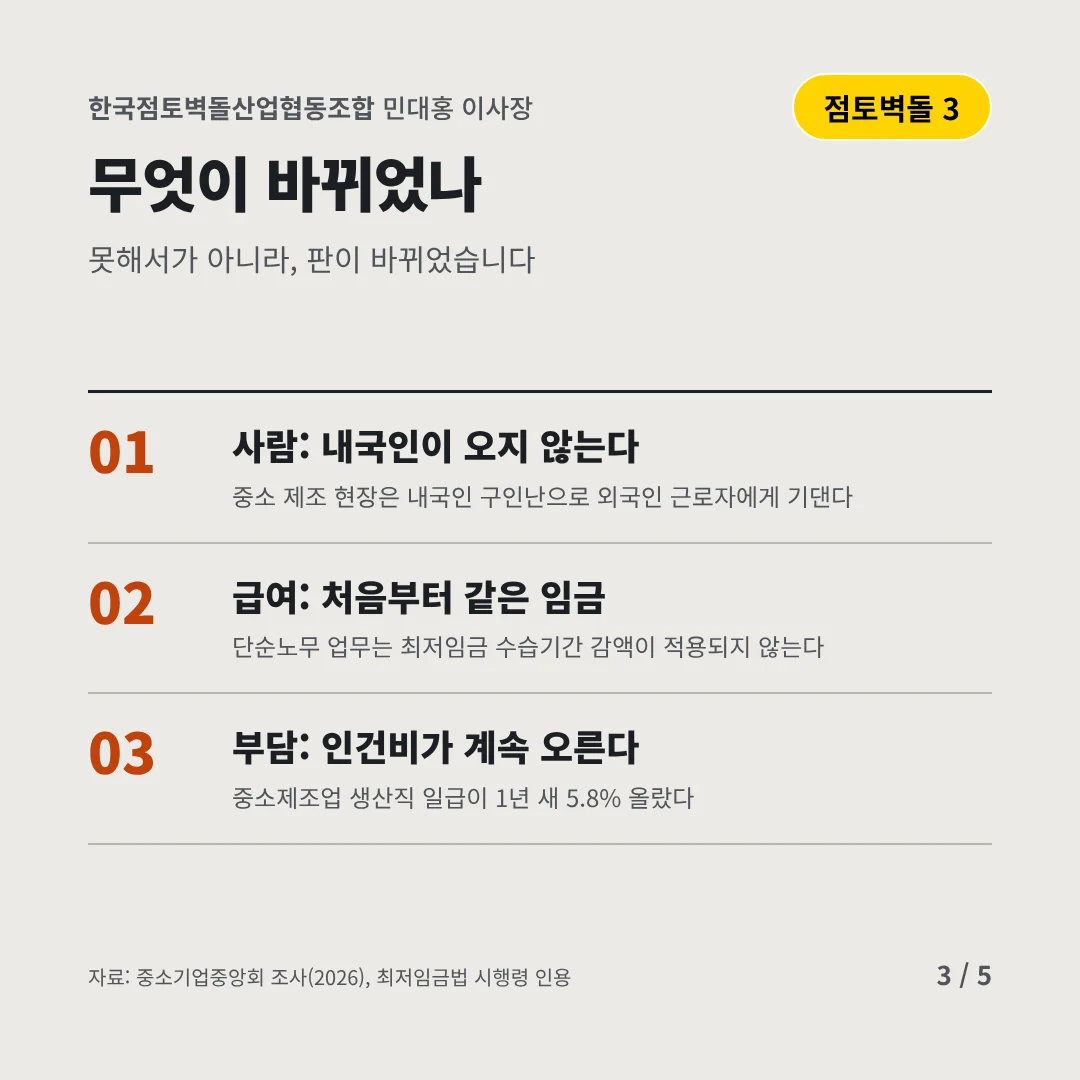 한국점토벽돌산업협동조합 민대홍 이사장
점토벽돌 3
무엇이 바뀌었나
못해서가 아니라, 판이 바뀌었습니다
01
사람: 내국인이 오지 않는다
중소 제조 현장은 내국인 구인난으로 외국인 근로자에게 기댄다
02
급여: 처음부터 같은 임금
단순노무 업무는 최저임금 수습기간 감액이 적용되지 않는다
03
부담: 인건비가 계속 오른다
중소제조업 생산직 일급이 1년 새 5.8% 올랐다
자료: 중소기업중앙회 조사(2026), 최저임금법 시행령 인용
3 / 5